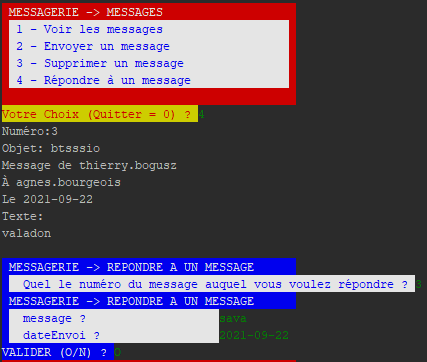 MESSAGERIE -> MESSAGES
1 - Voir les messages
2 - Envoyer un message
3 - Supprimer un message
4 - Répondre à un message
Votre Choix (Quitter = 0) ? 4
Numéro:3
Objet: btsssio
Message de thierry.bogusz
À agnes.bourgeois
Le 2021-09-22
Texte:
valadon
MESSAGERIE -> REPONDRE A UN MESSAGE
Quel le numéro du message auquel vous voulez répondre ? 3
MESSAGERIE -> REPONDRE A UN MESSAGE
message ? sava
dateEnvoi ? 2021-09-22
VALIDER (O/N) ? O